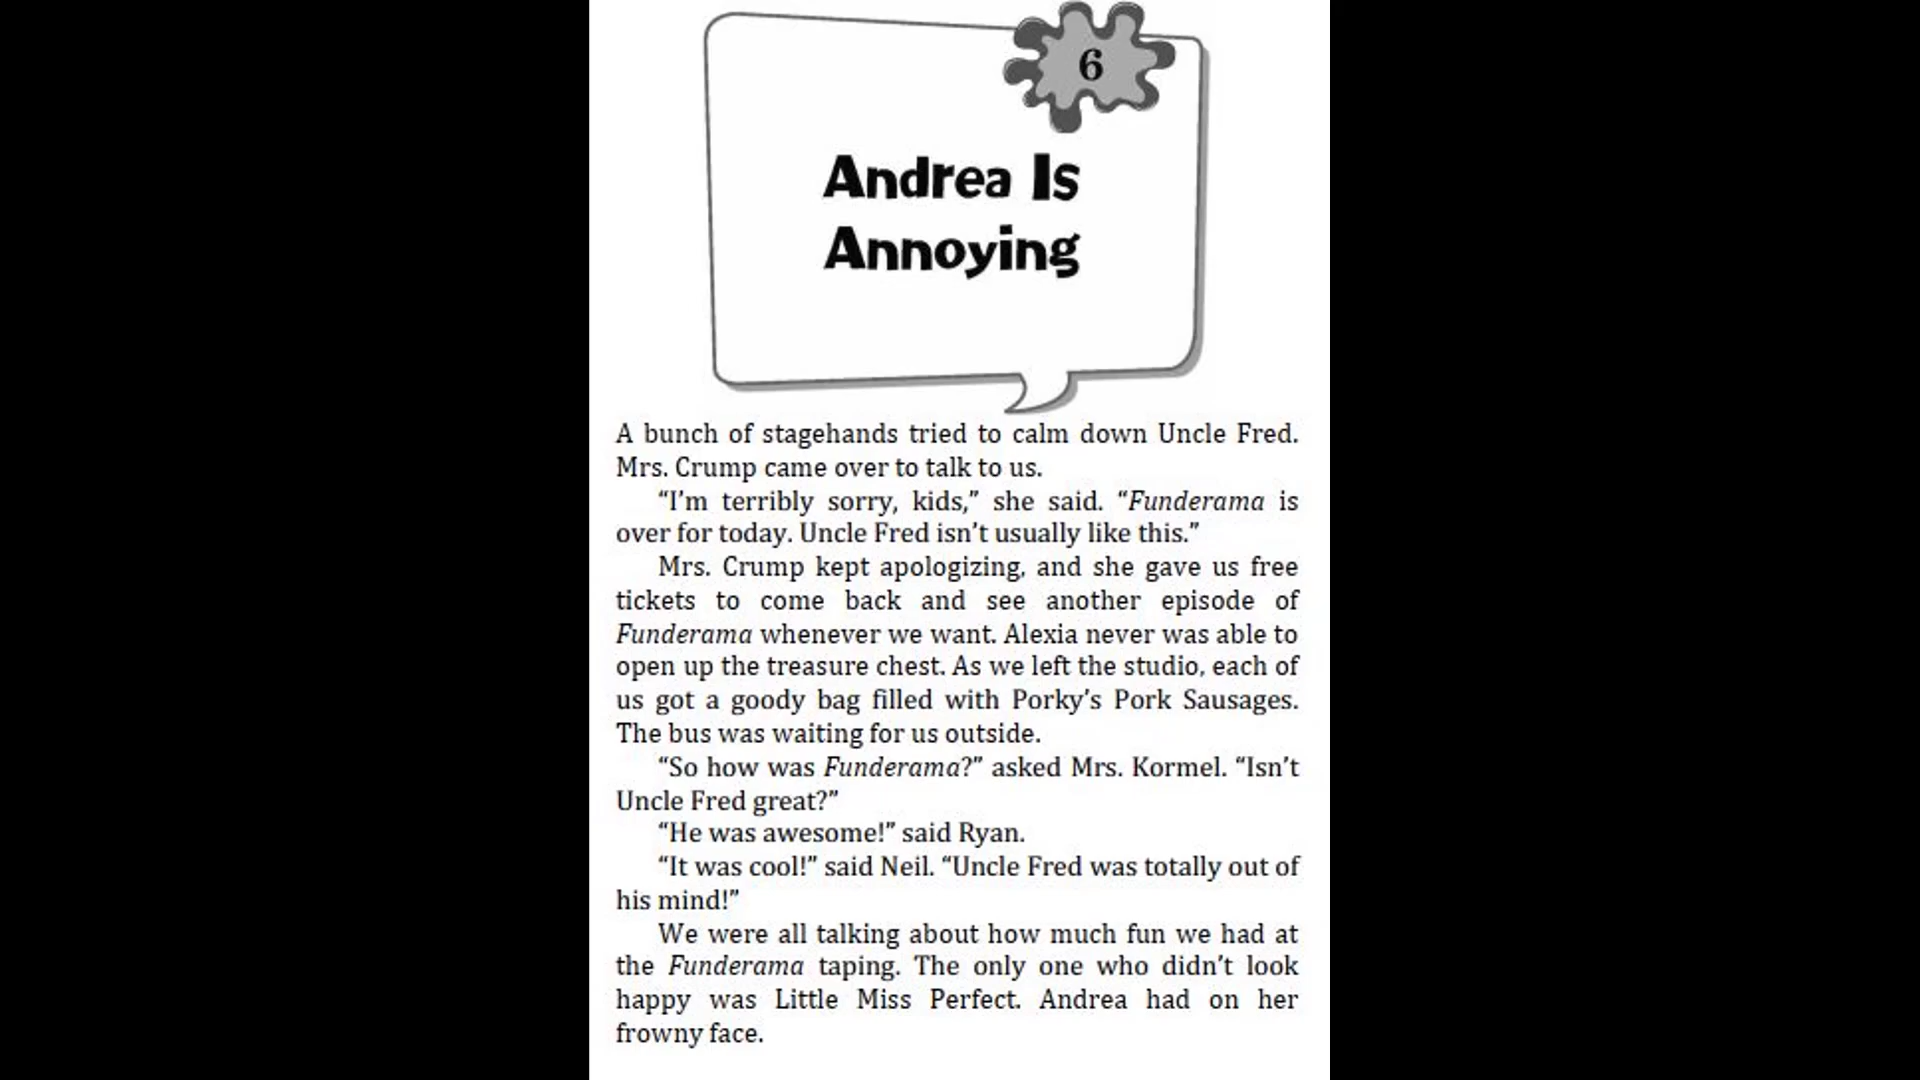 6
Andrea Is
Annoying
A bunch of stagehands tried to calm down Uncle Fred.
Mrs. Crump came over to talk to us.
“I’m terribly sorry, kids,” she said. “Funderama is
over for today. Uncle Fred isn’t usually like this.”
Mrs. Crump kept apologizing, and she gave us free
tickets to come back and see another episode of
Funderama whenever we want. Alexia never was able to
open up the treasure chest. As we left the studio, each of
us got a goody bag filled with Porky’s Pork Sausages.
The bus was waiting for us outside.
“So how was Funderama?” asked Mrs. Kormel. “Isn’t
Uncle Fred great?”
“He was awesome!” said Ryan.
“It was cool!” said Neil. “Uncle Fred was totally out of
his mind!”
We were all talking about how much fun we had at
the Funderama taping. The only one who didn’t look
happy was Little Miss Perfect. Andrea had on her
frowny face.